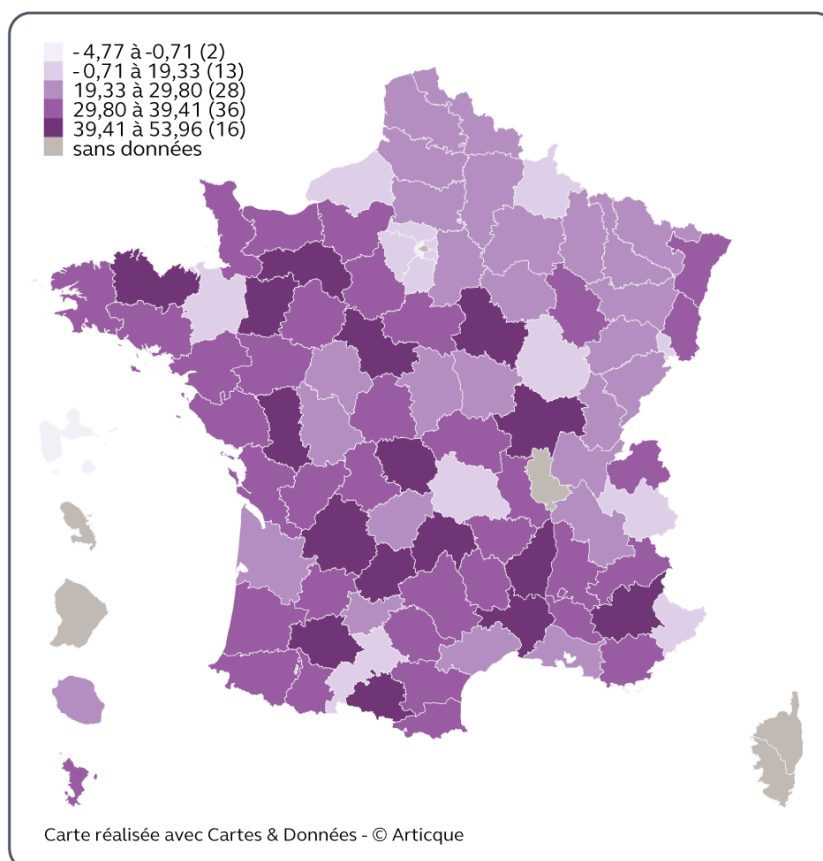 - 4,77 à -0,71 (2)
- 0,71 à 19,33 (13)
19,33 à 29,80 (28)
29,80 à 39,41 (36)
39,41 à 53,96 (16)
sans données
Carte réalisée avec Cartes & Données - © Articque